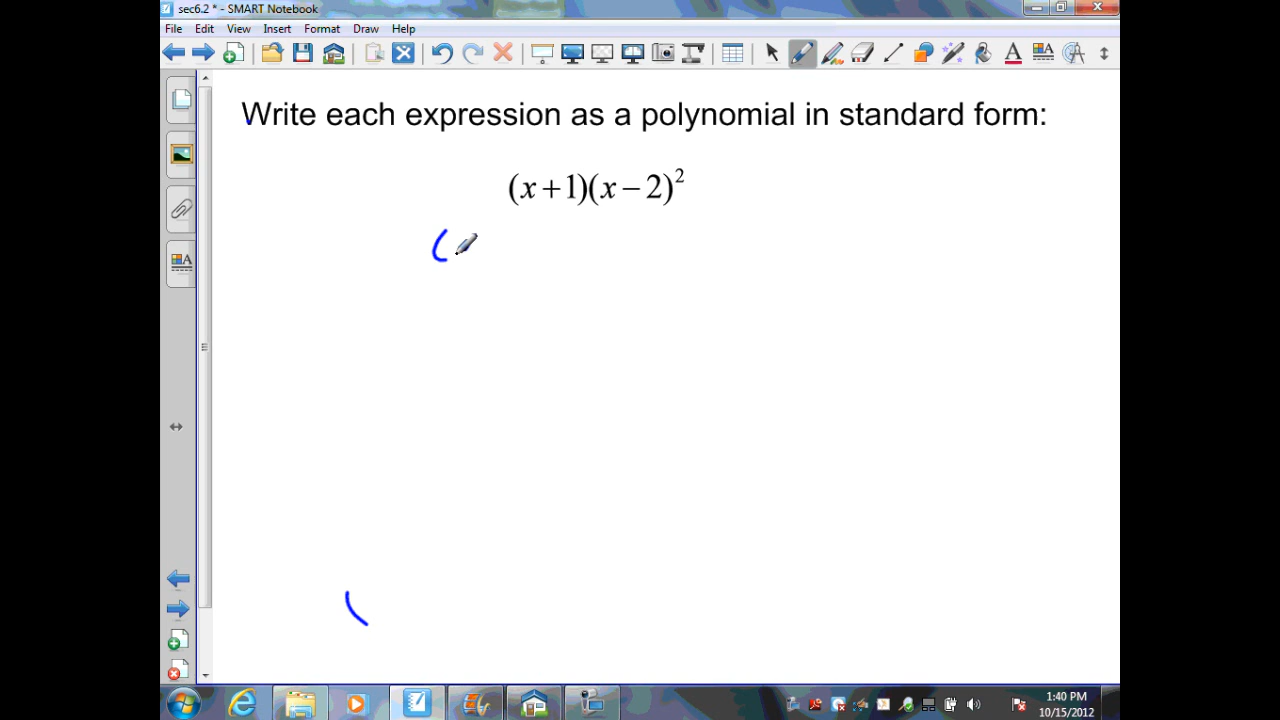 sec6.2 * - SMART Notebook
File Edit View Insert Format Draw Help
Write each expression as a polynomial in standard form:
(x+1)(x−2)²
(
(
1:40 PM
10/15/2012